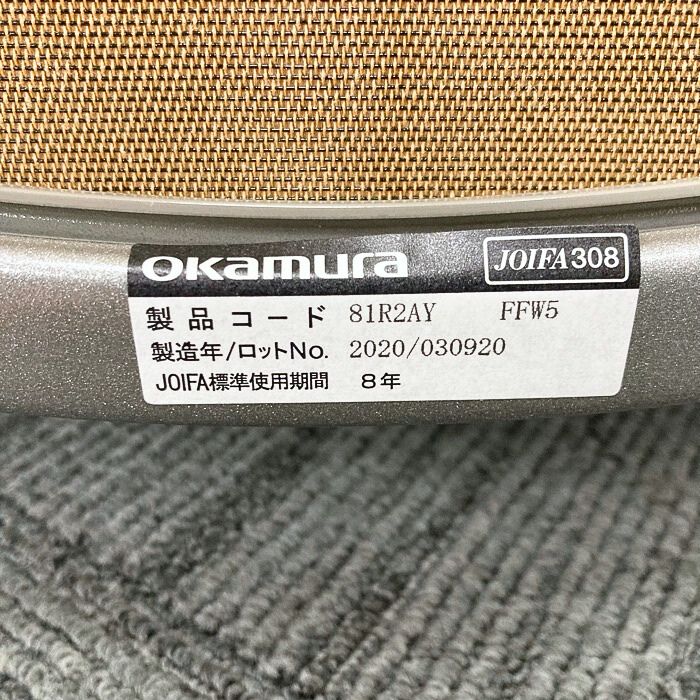 OKamura JOIFA308
製品コード 81R2AY FFW5
製造年/ロットNo. 2020/030920
JOIFA標準使用期間 8年